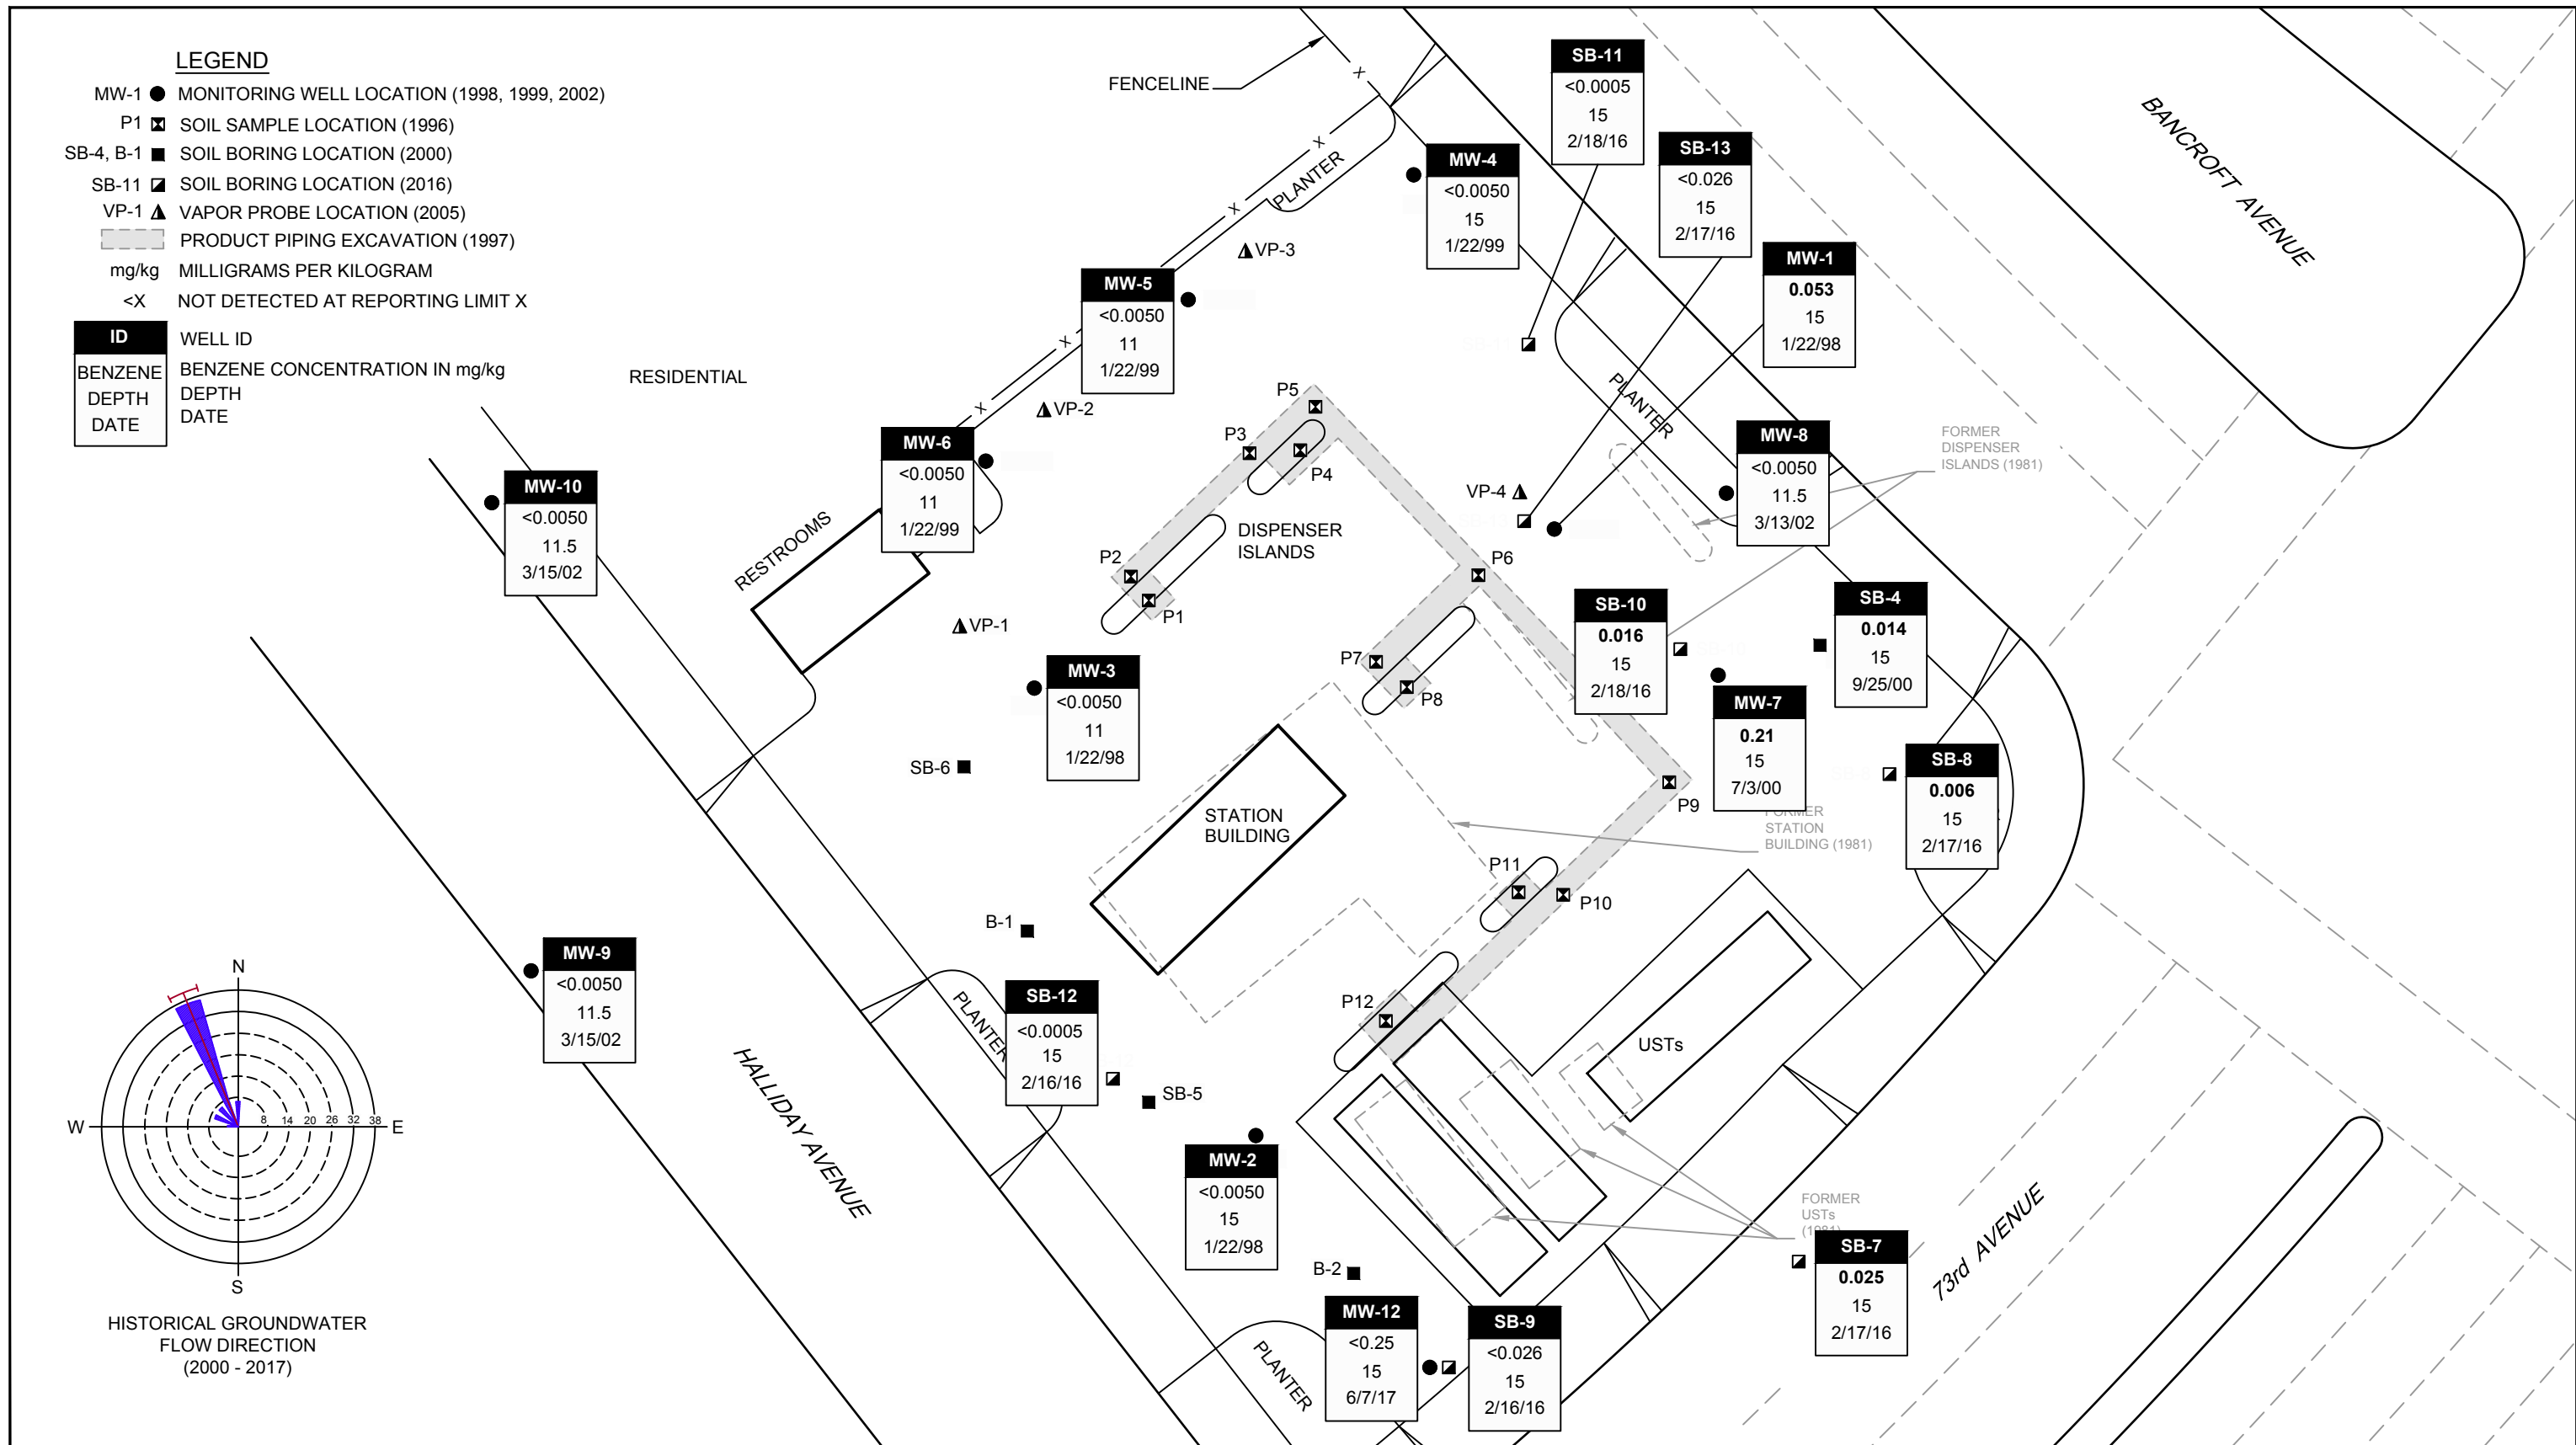 LEGEND
MW-1 MONITORING WELL LOCATION (1998, 1999, 2002)
P1 SOIL SAMPLE LOCATION (1996)
SB-4, B-1 SOIL BORING LOCATION (2000)
SB-11 SOIL BORING LOCATION (2016)
VP-1 VAPOR PROBE LOCATION (2005)
PRODUCT PIPING EXCAVATION (1997)
mg/kg MILLIGRAMS PER KILOGRAM
<X NOT DETECTED AT REPORTING LIMIT X
ID WELL ID
BENZENE BENZENE CONCENTRATION IN mg/kg
DEPTH DEPTH
DATE DATE
FENCELINE
X
X
X
X
X
PLANTER
RESIDENTIAL
SB-11
<0.0005
15
2/18/16
SB-13
<0.026
15
2/17/16
MW-4
<0.0050
15
1/22/99
MW-1
0.053
15
1/22/98
BANCROFT AVENUE
VP-3
MW-5
<0.0050
11
1/22/99
VP-2
MW-6
<0.0050
11
1/22/99
MW-10
<0.0050
11.5
3/15/02
RESTROOMS
P5
P3
P4
P2
P1
DISPENSER
ISLANDS
PLANTER
MW-8
<0.0050
11.5
3/13/02
FORMER
DISPENSER
ISLANDS (1981)
VP-4
P6
VP-1
P7
P8
SB-10
0.016
15
2/18/16
SB-4
0.014
15
9/25/00
MW-3
<0.0050
11
1/22/98
MW-7
0.21
15
7/3/00
SB-6
SB-8
0.006
15
2/17/16
P9
STATION
BUILDING
FORMER
STATION
BUILDING (1981)
P11
P10
B-1
MW-9
<0.0050
11.5
3/15/02
SB-12
<0.0005
15
2/16/16
PLANTER
P12
USTs
SB-5
HALLIDAY AVENUE
MW-2
<0.0050
15
1/22/98
FORMER
USTs
(1981)
SB-7
0.025
15
2/17/16
73rd AVENUE
B-2
MW-12
<0.25
15
6/7/17
SB-9
<0.026
15
2/16/16
PLANTER
N
W 8 14 20 26 32 38 E
S
HISTORICAL GROUNDWATER
FLOW DIRECTION
(2000 - 2017)